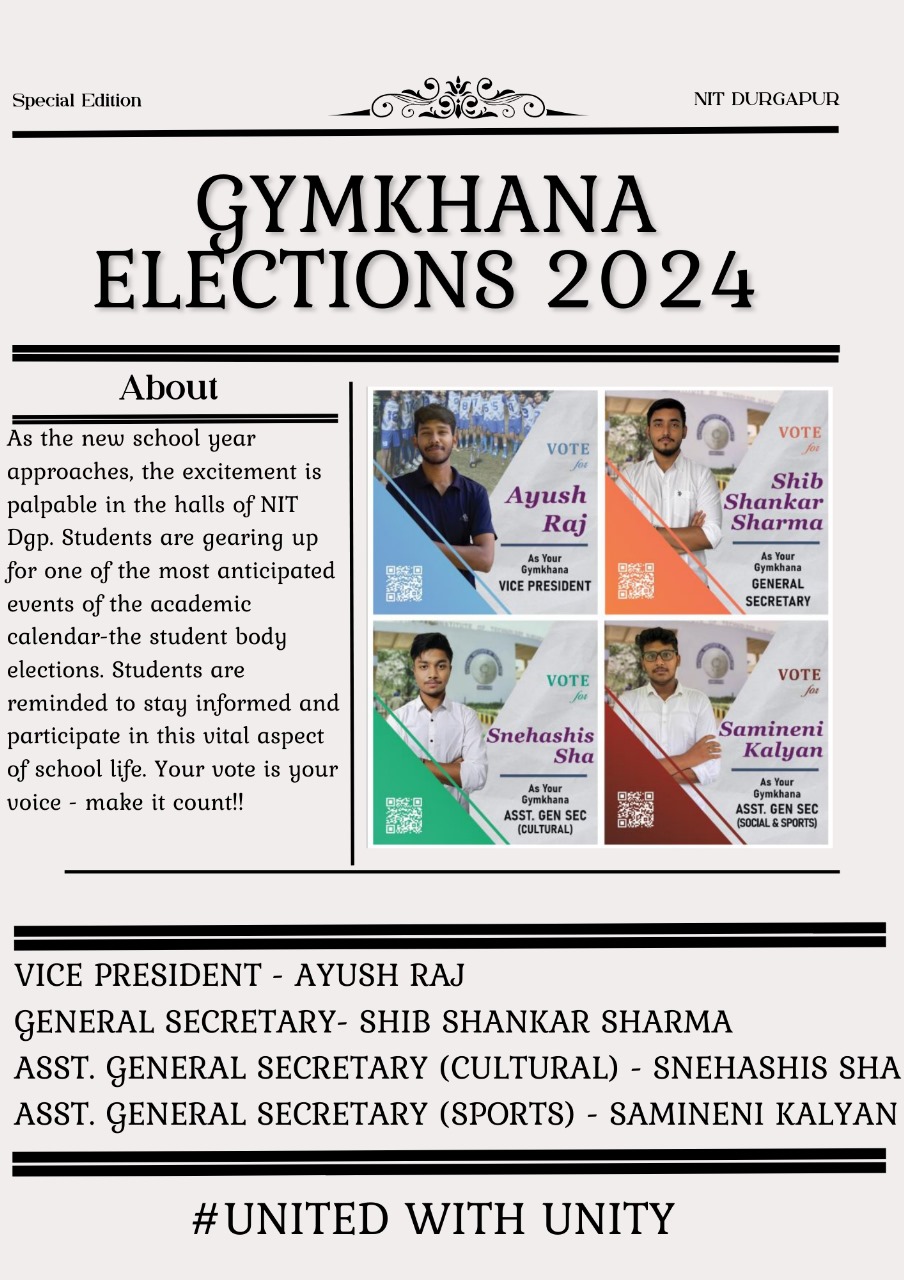 Special Edition
NIT DURGAPUR
GYMKHANA
ELECTIONS 2024
About
As the new school year
approaches, the excitement is
palpable in the halls of NIT
Dgp. Students are gearing up
for one of the most anticipated
events of the academic
calendar-the student body
elections. Students are
reminded to stay informed and
participate in this vital aspect
of school life. Your vote is your
voice - make it count!!
VOTE
for
Ayush
Raj
As Your
Gymkhana
VICE PRESIDENT
VOTE
for
Shib
Shankar
Sharma
As Your
Gymkhana
GENERAL
SECRETARY
VOTE
for
Snehashis
Sha
As Your
Gymkhana
ASST. GEN SEC
(CULTURAL)
VOTE
for
Samineni
Kalyan
As Your
Gymkhana
ASST. GEN SEC
(SOCIAL & SPORTS)
VICE PRESIDENT - AYUSH RAJ
GENERAL SECRETARY- SHIB SHANKAR SHARMA
ASST. GENERAL SECRETARY (CULTURAL) - SNEHASHIS SHA
ASST. GENERAL SECRETARY (SPORTS) - SAMINENI KALYAN
#UNITED WITH UNITY